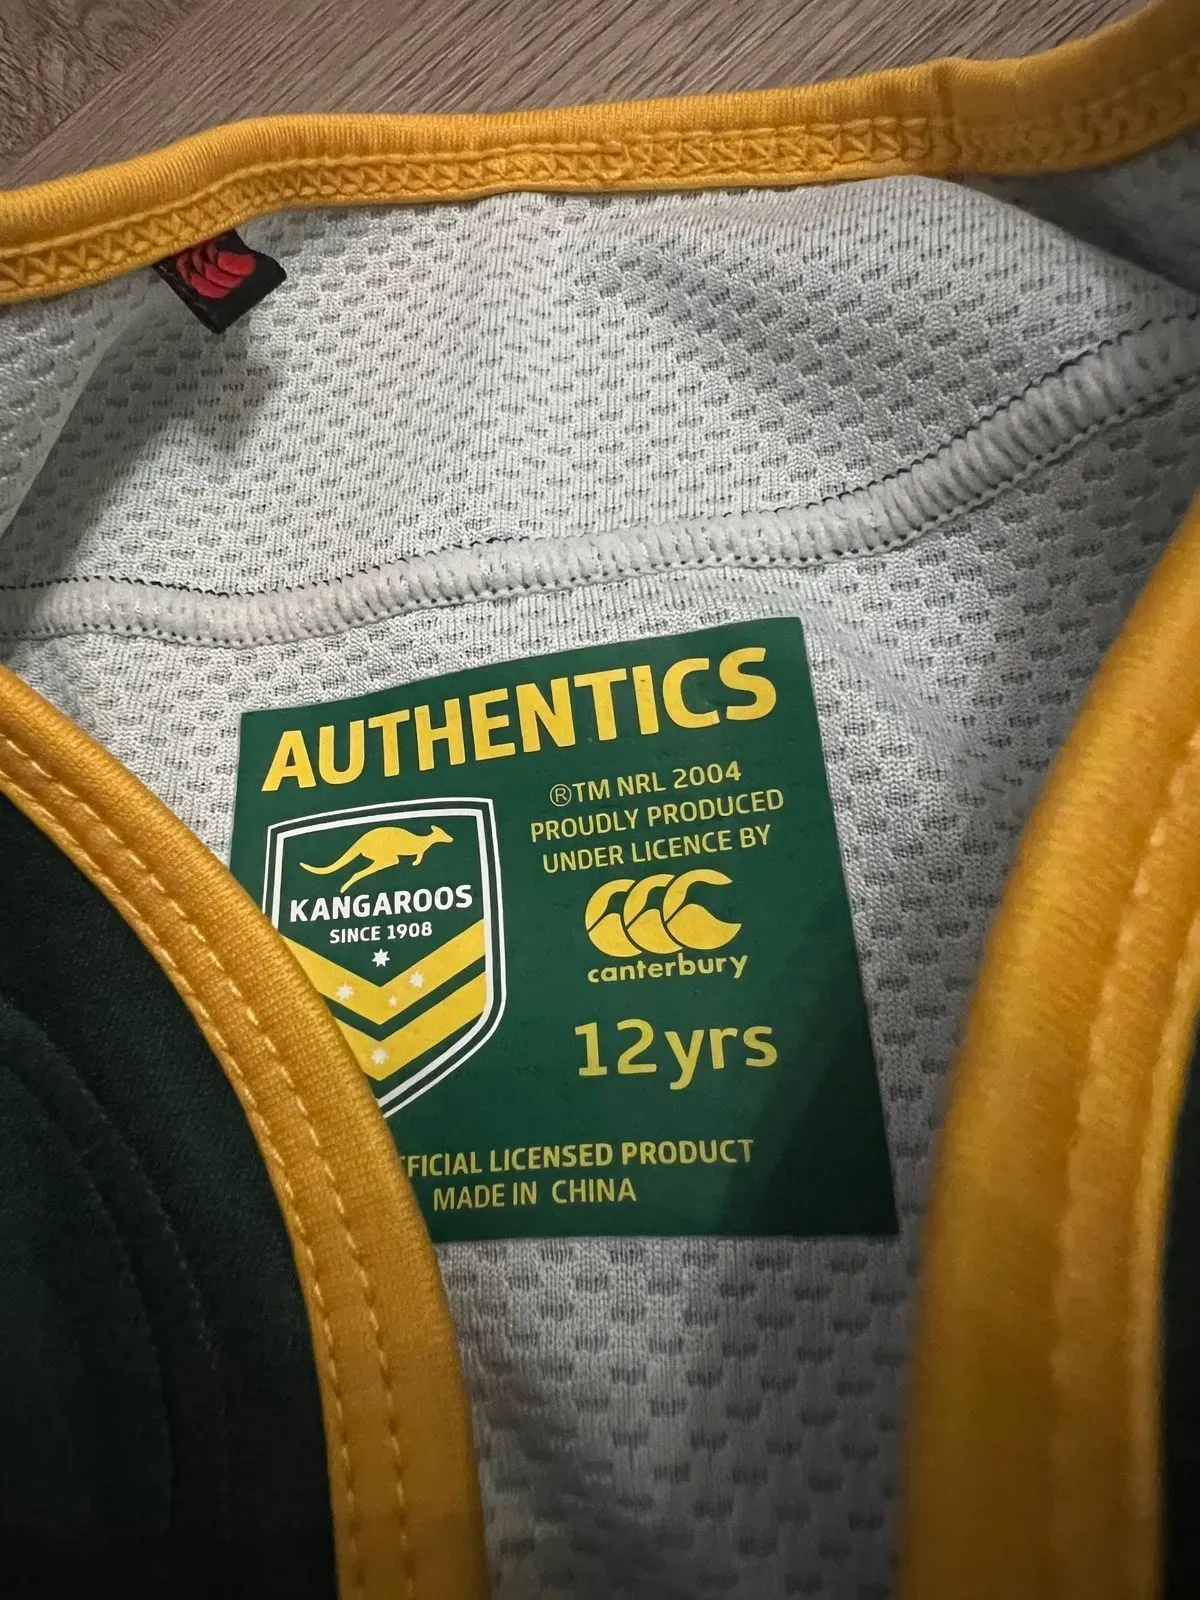 AUTHENTICS
®TM NRL 2004
PROUDLY PRODUCED
UNDER LICENCE BY
canterbury
12yrs
KANGAROOS
SINCE 1908
LICENSED PRODUCT
MADE IN CHINA